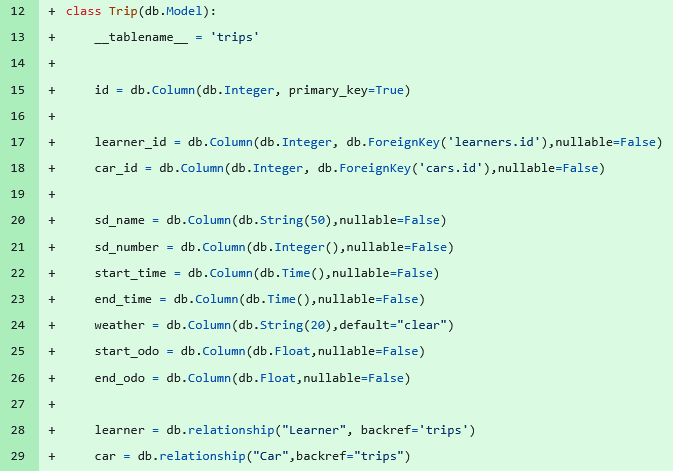 12 + class Trip(db.Model):
13 +     __tablename__ = 'trips'
14 +
15 +     id = db.Column(db.Integer, primary_key=True)
16 +
17 +     learner_id = db.Column(db.Integer, db.ForeignKey('learners.id'),nullable=False)
18 +     car_id = db.Column(db.Integer, db.ForeignKey('cars.id'),nullable=False)
19 +
20 +     sd_name = db.Column(db.String(50),nullable=False)
21 +     sd_number = db.Column(db.Integer(),nullable=False)
22 +     start_time = db.Column(db.Time(),nullable=False)
23 +     end_time = db.Column(db.Time(),nullable=False)
24 +     weather = db.Column(db.String(20),default="clear")
25 +     start_odo = db.Column(db.Float,nullable=False)
26 +     end_odo = db.Column(db.Float,nullable=False)
27 +
28 +     learner = db.relationship("Learner", backref='trips')
29 +     car = db.relationship("Car",backref="trips")